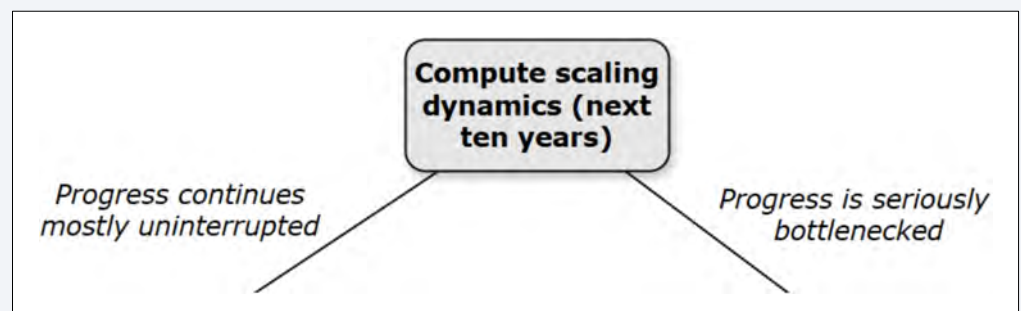 Compute scaling
dynamics (next
ten years)
Progress continues
mostly uninterrupted
Progress is seriously
bottlenecked